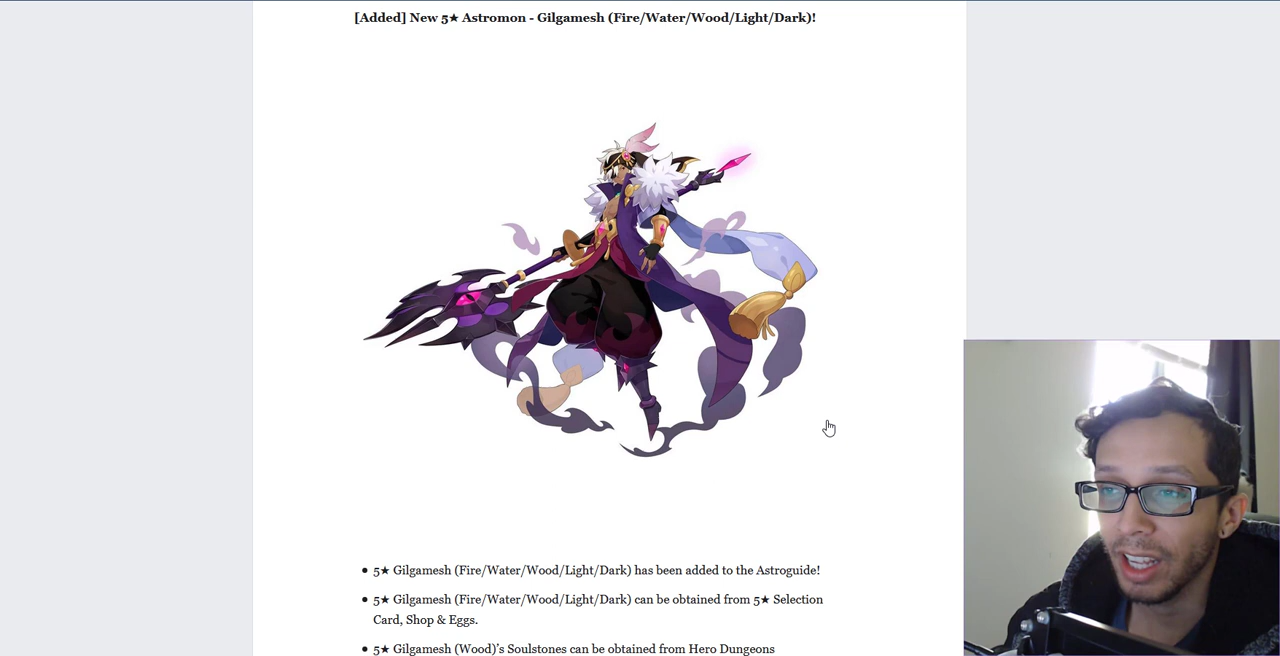 [Added] New 5★ Astromon - Gilgamesh (Fire/Water/Wood/Light/Dark)!
● 5★ Gilgamesh (Fire/Water/Wood/Light/Dark) has been added to the Astroguide!
● 5★ Gilgamesh (Fire/Water/Wood/Light/Dark) can be obtained from 5★ Selection
Card, Shop & Eggs.
● 5★ Gilgamesh (Wood)'s Soulstones can be obtained from Hero Dungeons